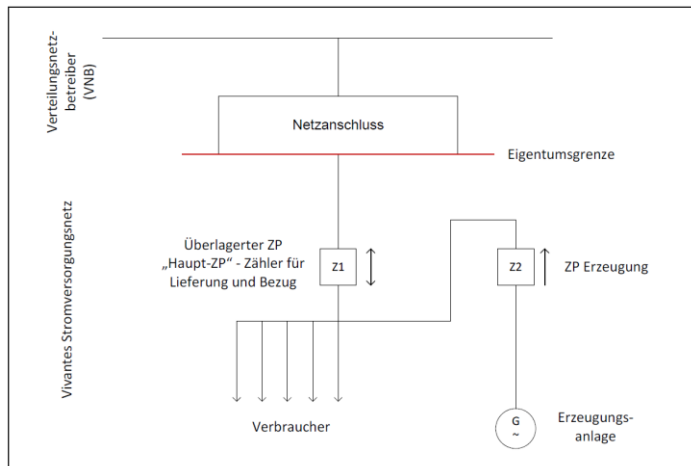 Verteilungsnetz-
betreiber
(VNB)
Netzanschluss
Eigentumsgrenze
Vivantes Stromversorgungsnetz
Überlagerter ZP
„Haupt-ZP“ - Zähler für
Lieferung und Bezug
Z1
Z2
ZP Erzeugung
Verbraucher
G
~
Erzeugungs-
anlage